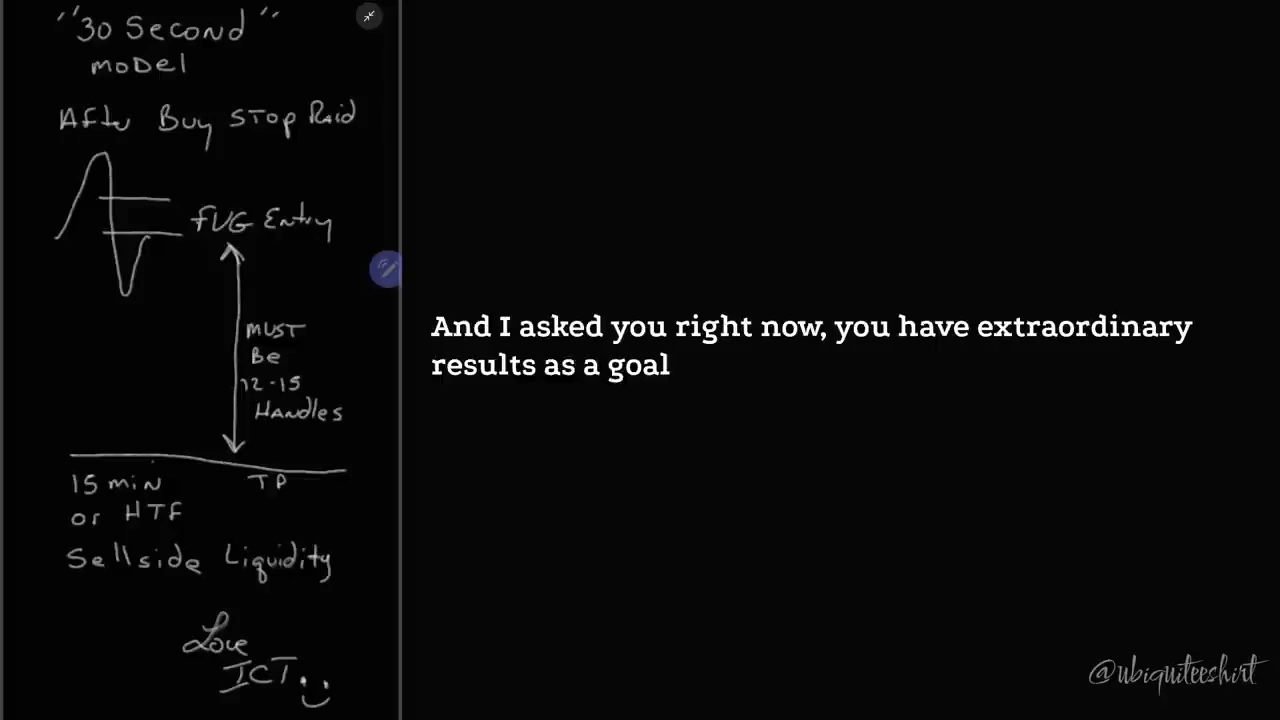 "30 Second"
MODEL
After Buy STop Raid
FVG Entry
MUST
Be
12-15
HANdles
15 miN
TP
or HTF
Sellside Liquidity
Love
ICT
And I asked you right now, you have extraordinary
results as a goal
@ubiquiteeshirt